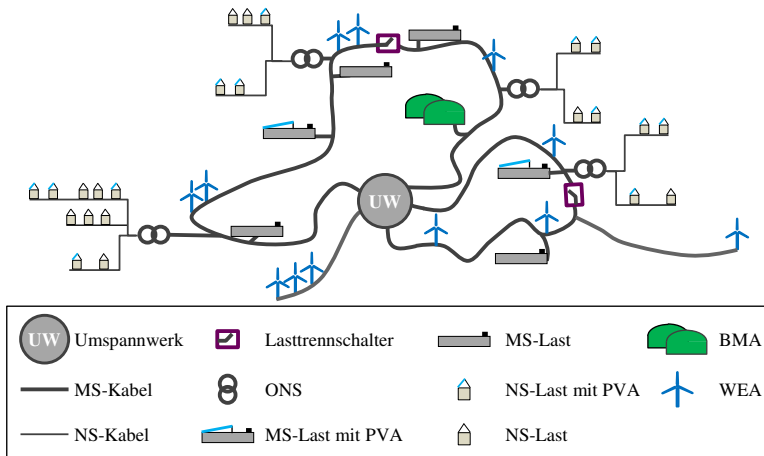 UW
UW Umspannwerk Lasttrennschalter MS-Last BMA
MS-Kabel ONS NS-Last mit PVA WEA
NS-Kabel MS-Last mit PVA NS-Last